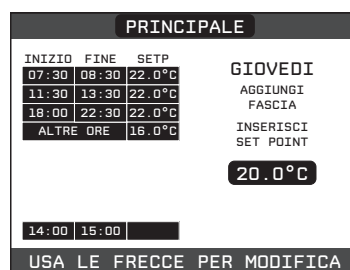 PRINCIPALE
INIZIO FINE SETP
07:30 08:30 22.0°C
11:30 13:30 22.0°C
18:00 22:30 22.0°C
ALTRE ORE 16.0°C
14:00 15:00
GIOVEDI
AGGIUNGI
FASCIA
INSERISCI
SET POINT
20.0°C
USA LE FRECCE PER MODIFICA